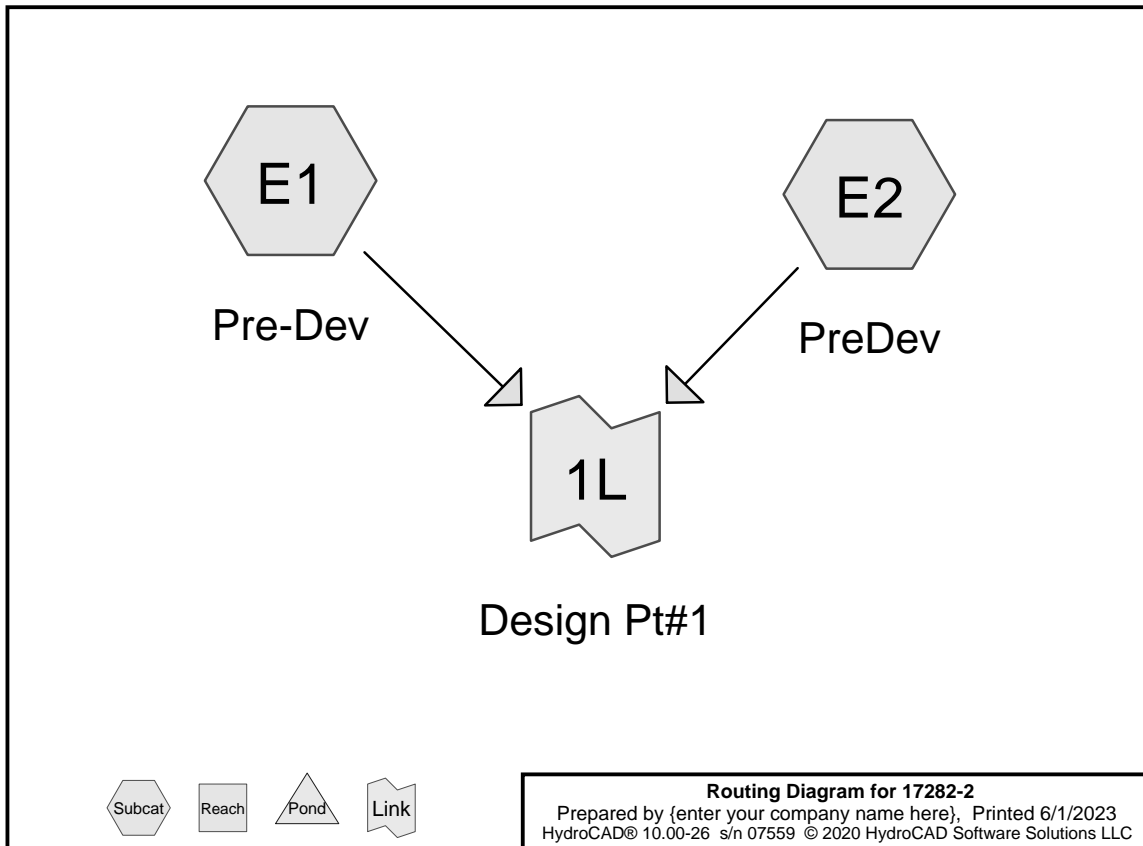 E1
E2
Pre-Dev
PreDev
1L
Design Pt#1
Subcat
Reach
Pond
Link
Routing Diagram for 17282-2
Prepared by {enter your company name here}, Printed 6/1/2023
HydroCAD® 10.00-26 s/n 07559 © 2020 HydroCAD Software Solutions LLC